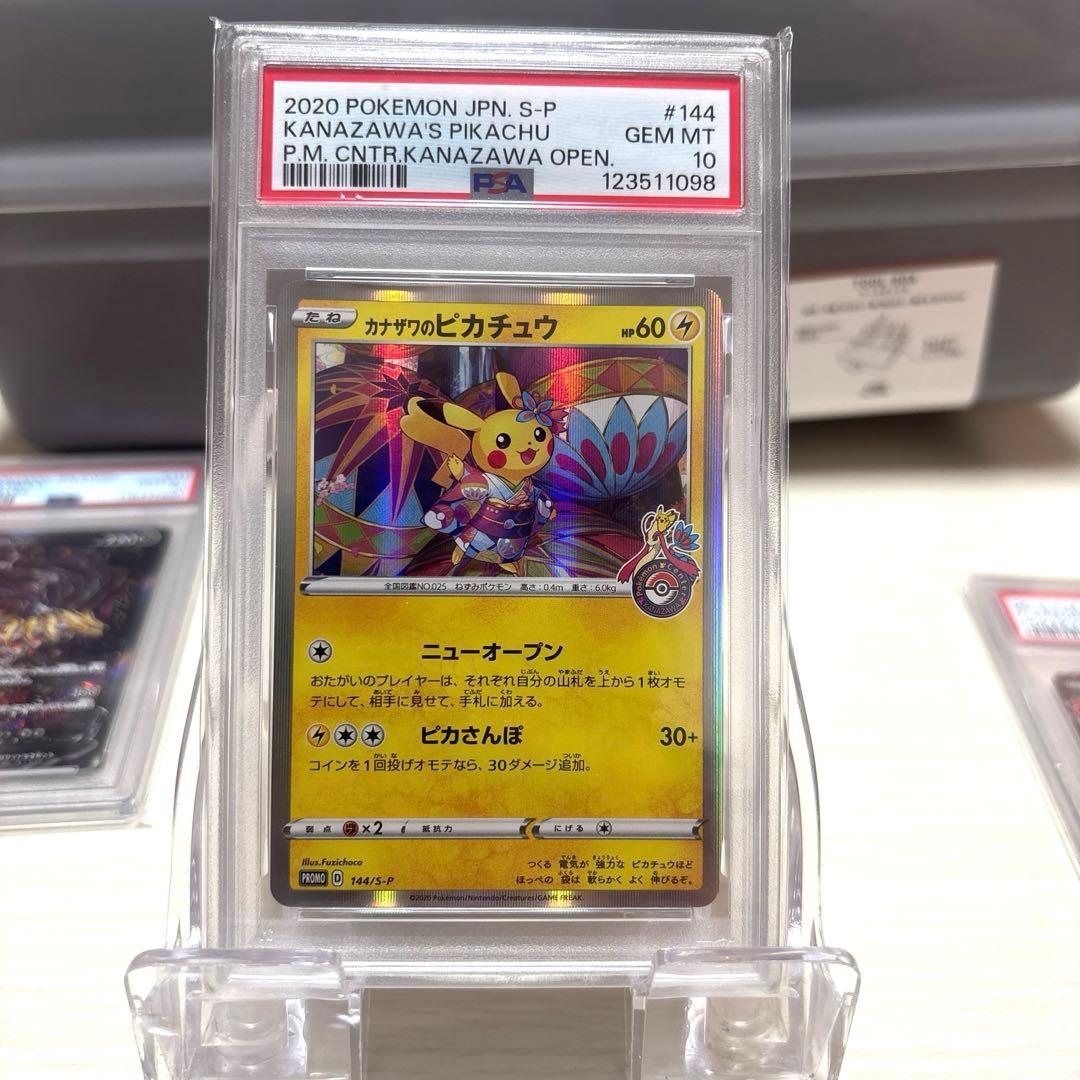 2020 POKEMON JPN. S-P #144
KANAZAWA'S PIKACHU GEM MT
P.M. CNTR.KANAZAWA OPEN. 10
PSA 123511098
たね カナザワのピカチュウ HP60
Pokémon Center
KANAZAWA
全国図鑑NO.025 ねずみポケモン 高さ:0.4m 重さ:6.0kg
ニューオープン
おたがいのプレイヤーは、それぞれ自分の山札を上から1枚オモ
テにして、相手に見せて、手札に加える。
ピカさんぽ 30+
コインを1回投げオモテなら、30ダメージ追加。
弱点 ×2 抵抗力 にげる
Illus.Fuzichoco
つくる 電気が 強力な ピカチュウほど
PROMO D 144/S-P
ほっぺの 袋は 軟らかく よく 伸びるぞ。
©2020 Pokémon/Nintendo/Creatures/GAME FREAK.